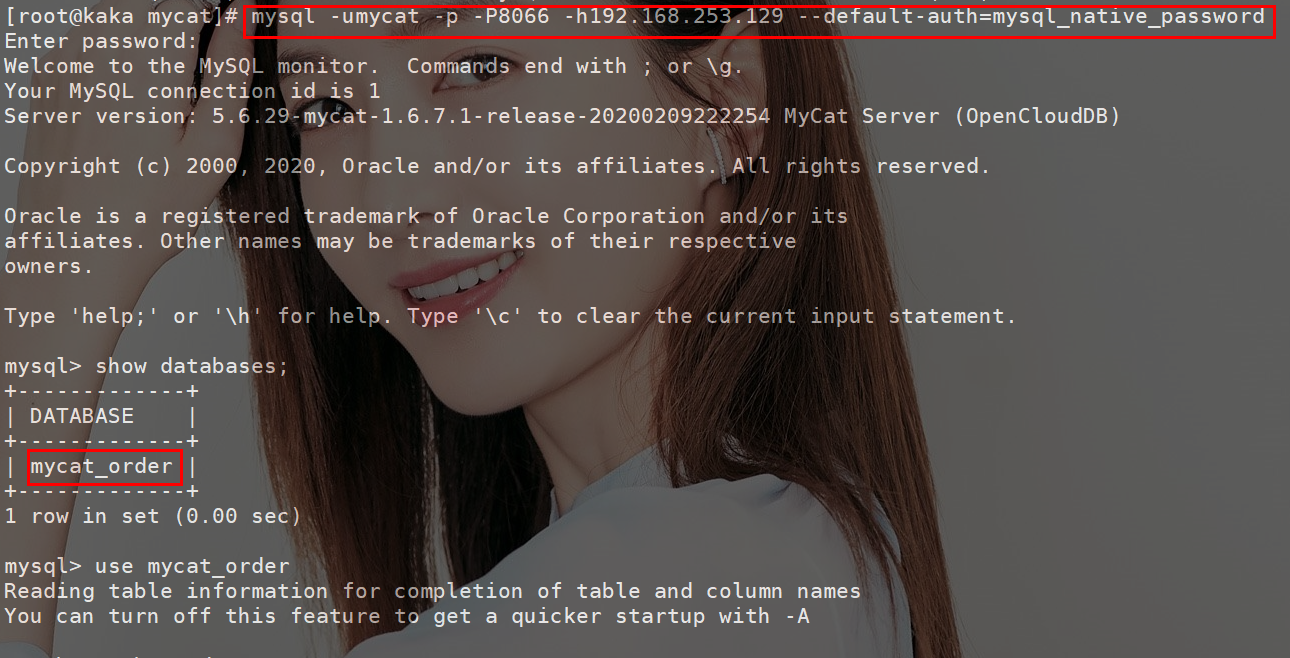 [root@kaka mycat]# mysql -umycat -p -P8066 -h192.168.253.129 --default-auth=mysql_native_password
Enter password:
Welcome to the MySQL monitor.  Commands end with ; or \g.
Your MySQL connection id is 1
Server version: 5.6.29-mycat-1.6.7.1-release-20200209222254 MyCat Server (OpenCloudDB)
Copyright (c) 2000, 2020, Oracle and/or its affiliates. All rights reserved.
Oracle is a registered trademark of Oracle Corporation and/or its
affiliates. Other names may be trademarks of their respective
owners.
Type 'help;' or '\h' for help. Type '\c' to clear the current input statement.
mysql> show databases;
+-------------+
| DATABASE    |
+-------------+
| mycat_order |
+-------------+
1 row in set (0.00 sec)
mysql> use mycat_order
Reading table information for completion of table and column names
You can turn off this feature to get a quicker startup with -A